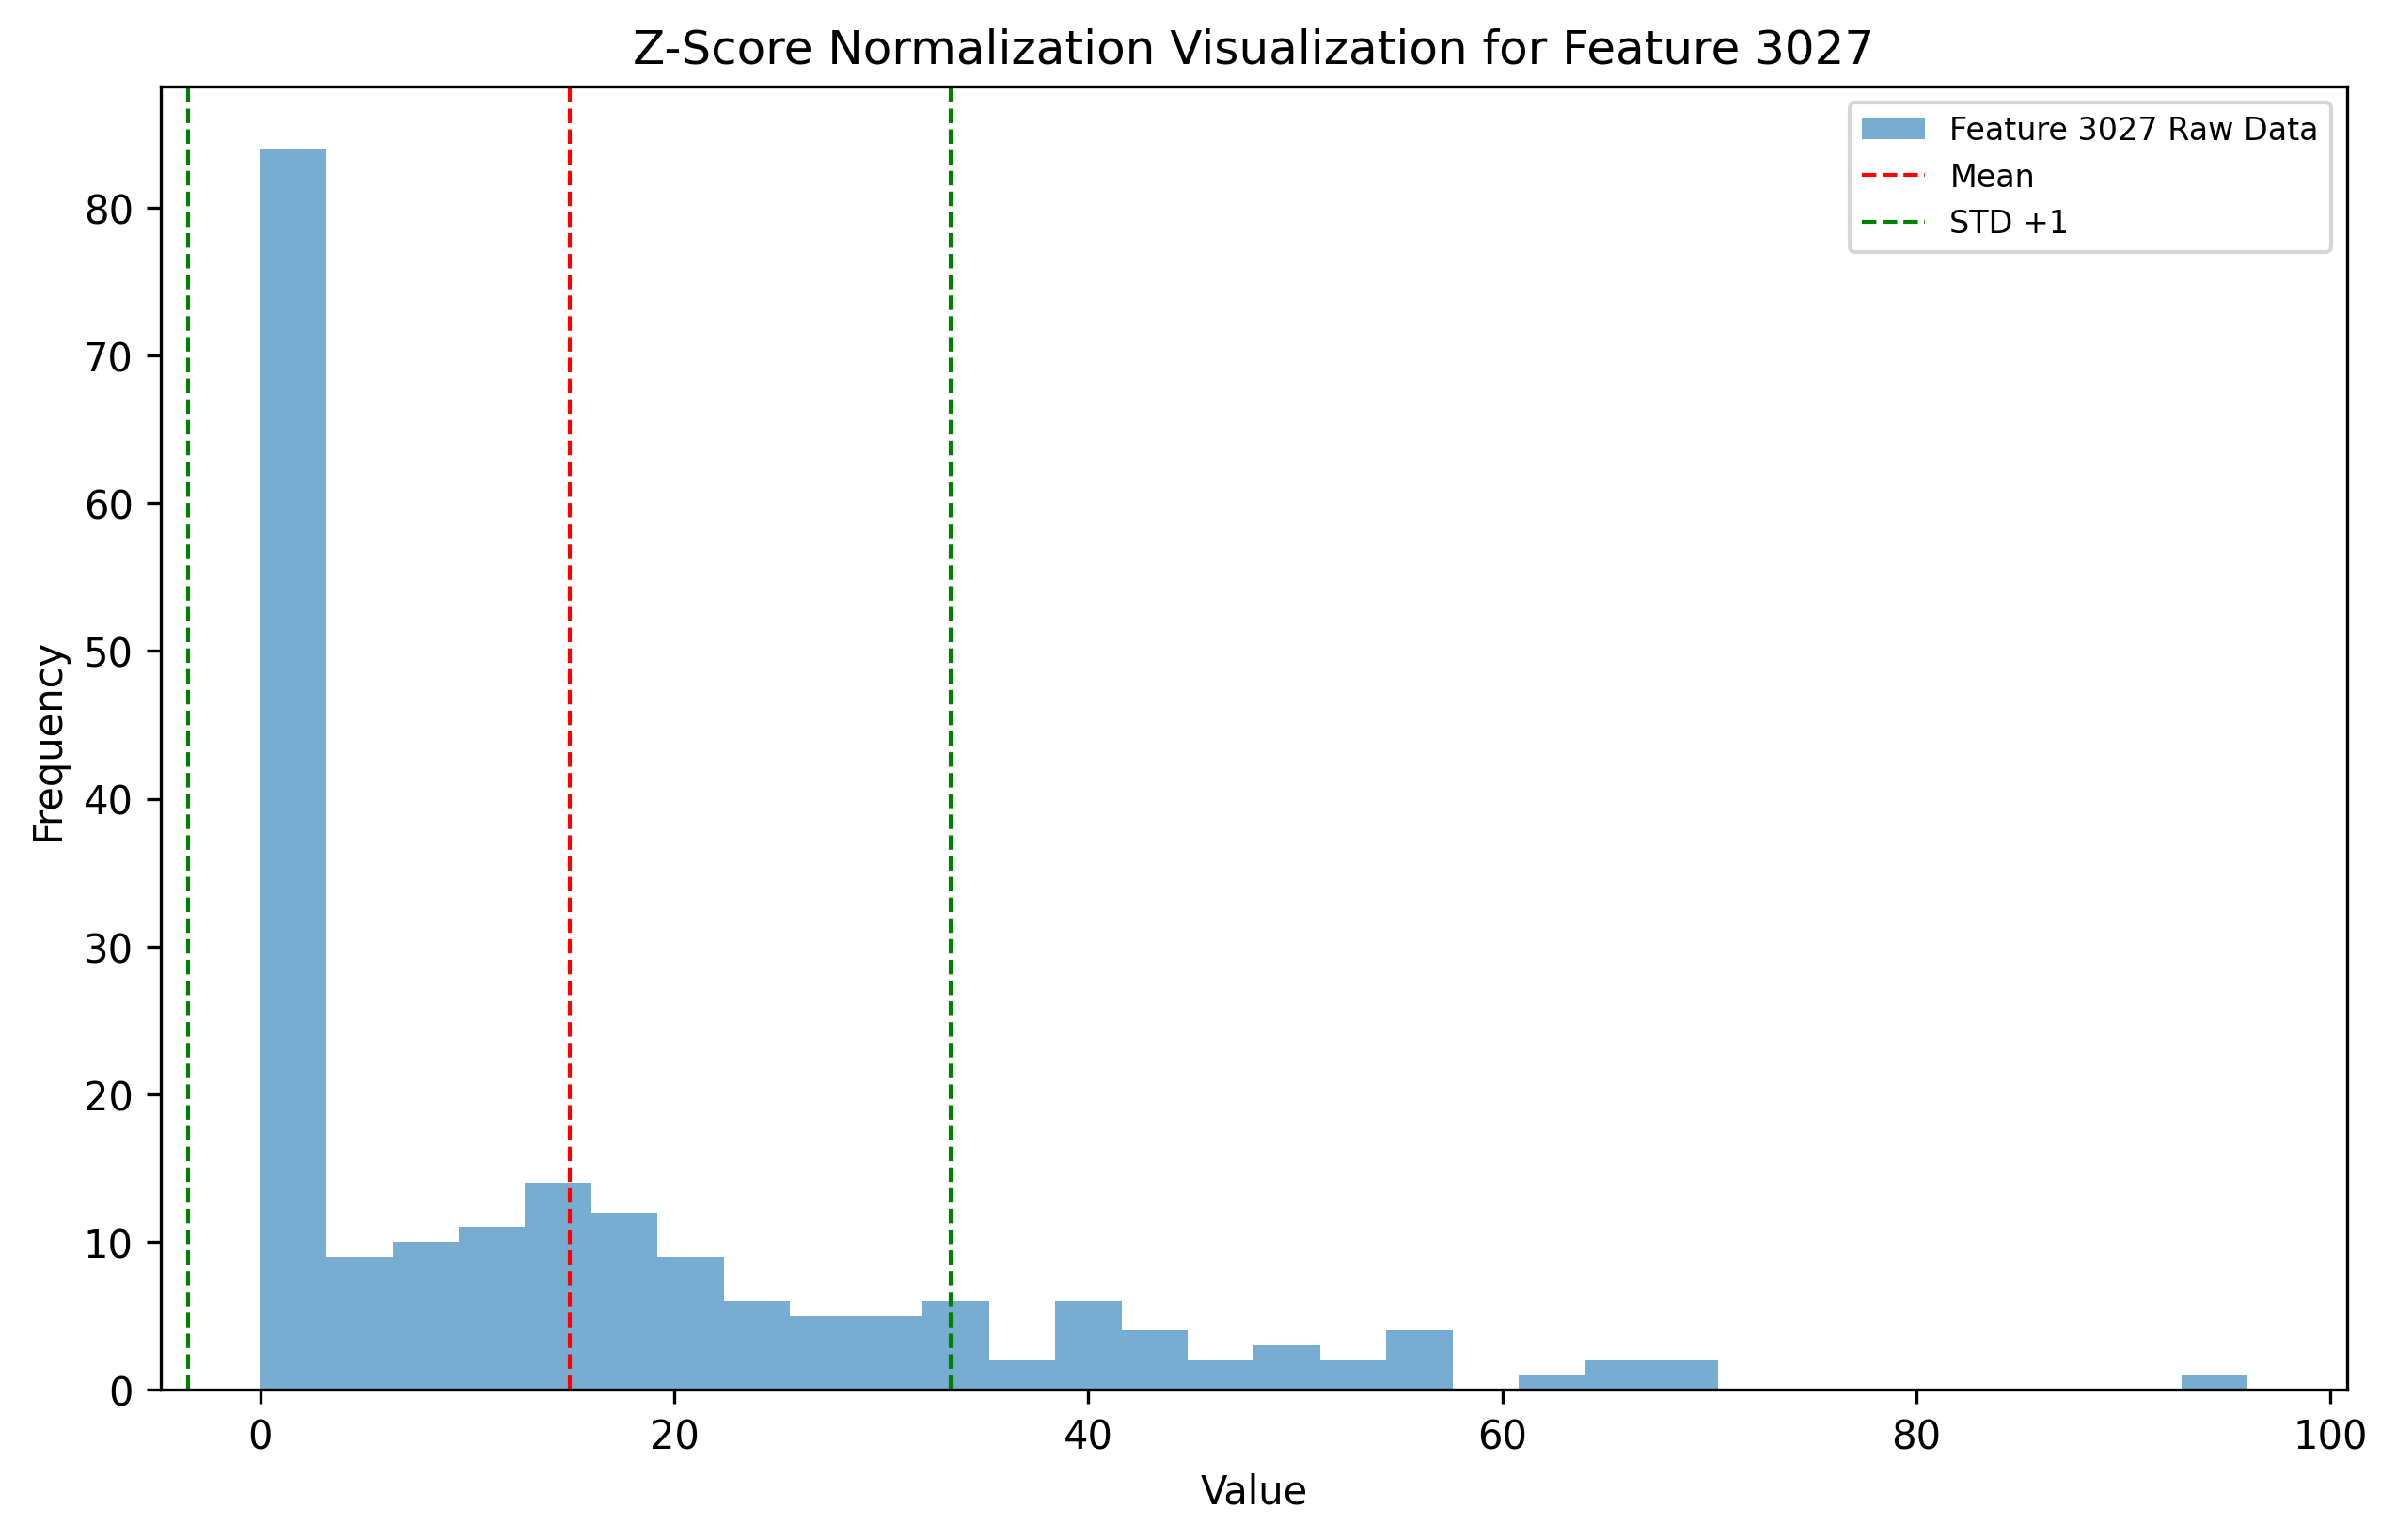 Z-Score Normalization Visualization for Feature 3027
Feature 3027 Raw Data
Mean
STD +1
Frequency
80
70
60
50
40
30
20
10
0
0 20 40 60 80 100
Value